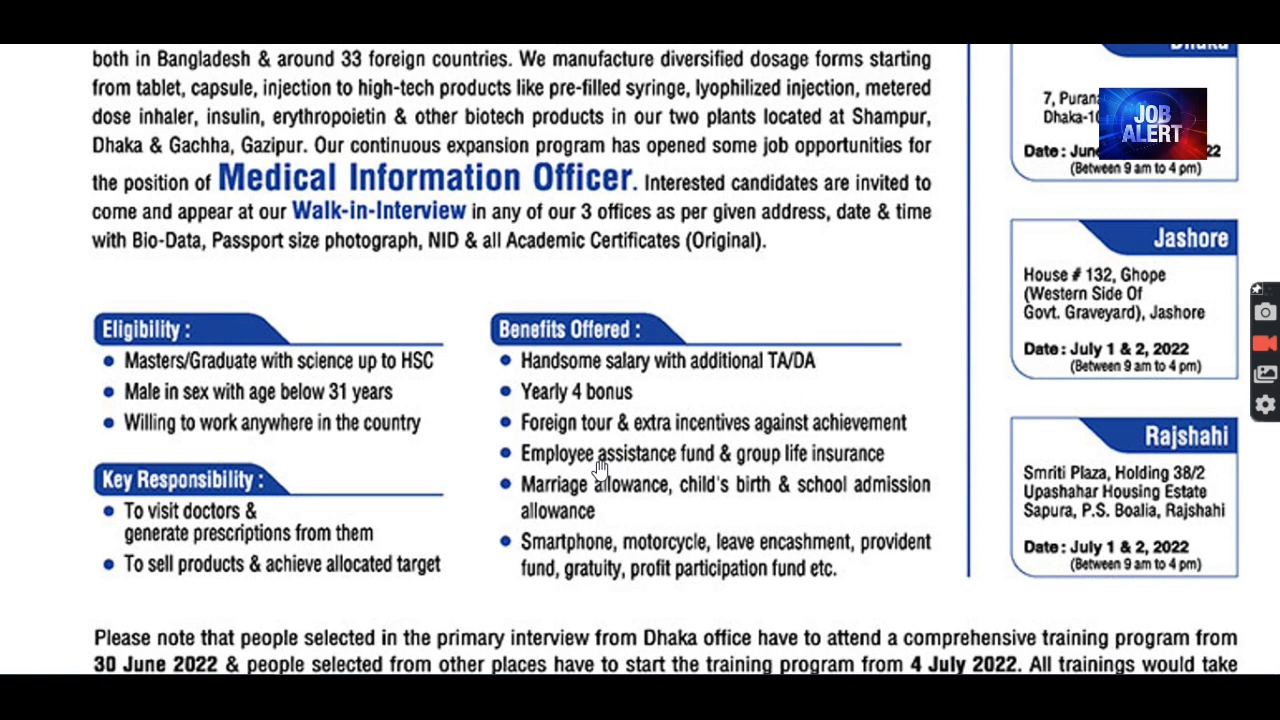 both in Bangladesh & around 33 foreign countries. We manufacture diversified dosage forms starting
from tablet, capsule, injection to high-tech products like pre-filled syringe, lyophilized injection, metered
dose inhaler, insulin, erythropoietin & other biotech products in our two plants located at Shampur,
Dhaka & Gachha, Gazipur. Our continuous expansion program has opened some job opportunities for
the position of Medical Information Officer. Interested candidates are invited to
come and appear at our Walk-in-Interview in any of our 3 offices as per given address, date & time
with Bio-Data, Passport size photograph, NID & all Academic Certificates (Original).
Eligibility :
Masters/Graduate with science up to HSC
Male in sex with age below 31 years
Willing to work anywhere in the country
Key Responsibility :
To visit doctors &
generate prescriptions from them
To sell products & achieve allocated target
Benefits Offered :
Handsome salary with additional TA/DA
Yearly 4 bonus
Foreign tour & extra incentives against achievement
Employee assistance fund & group life insurance
Marriage allowance, child's birth & school admission
allowance
Smartphone, motorcycle, leave encashment, provident
fund, gratuity, profit participation fund etc.
Dhaka
7,
Date :
(Between 9 am to 4 pm)
JOB
ALERT
Jashore
House # 132, Ghope
(Western Side Of
Govt. Graveyard), Jashore
Date : July 1 & 2, 2022
(Between 9 am to 4 pm)
Rajshahi
Smriti Plaza, Holding 38/2
Upashahar Housing Estate
Sapura, P.S. Boalia, Rajshahi
Date : July 1 & 2, 2022
(Between 9 am to 4 pm)
Please note that people selected in the primary interview from Dhaka office have to attend a comprehensive training program from
30 June 2022 & people selected from other places have to start the training program from 4 July 2022. All trainings would take